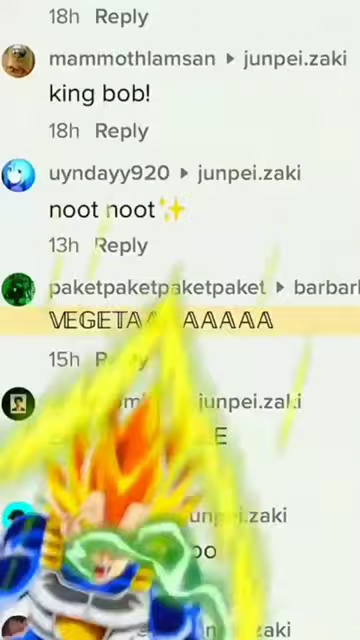 18h Reply
mammothlamsan ▸ junpei.zaki
king bob!
18h Reply
uyndayy920 ▸ junpei.zaki
noot noot✨
13h Reply
paketpaketpaketpaket ▸ barbarl
𝕍𝔼𝔾𝔼𝕋𝔸 𝔸𝔸𝔸𝔸𝔸
15h Reply
junpei.zaki
E
junpei.zaki
zaki